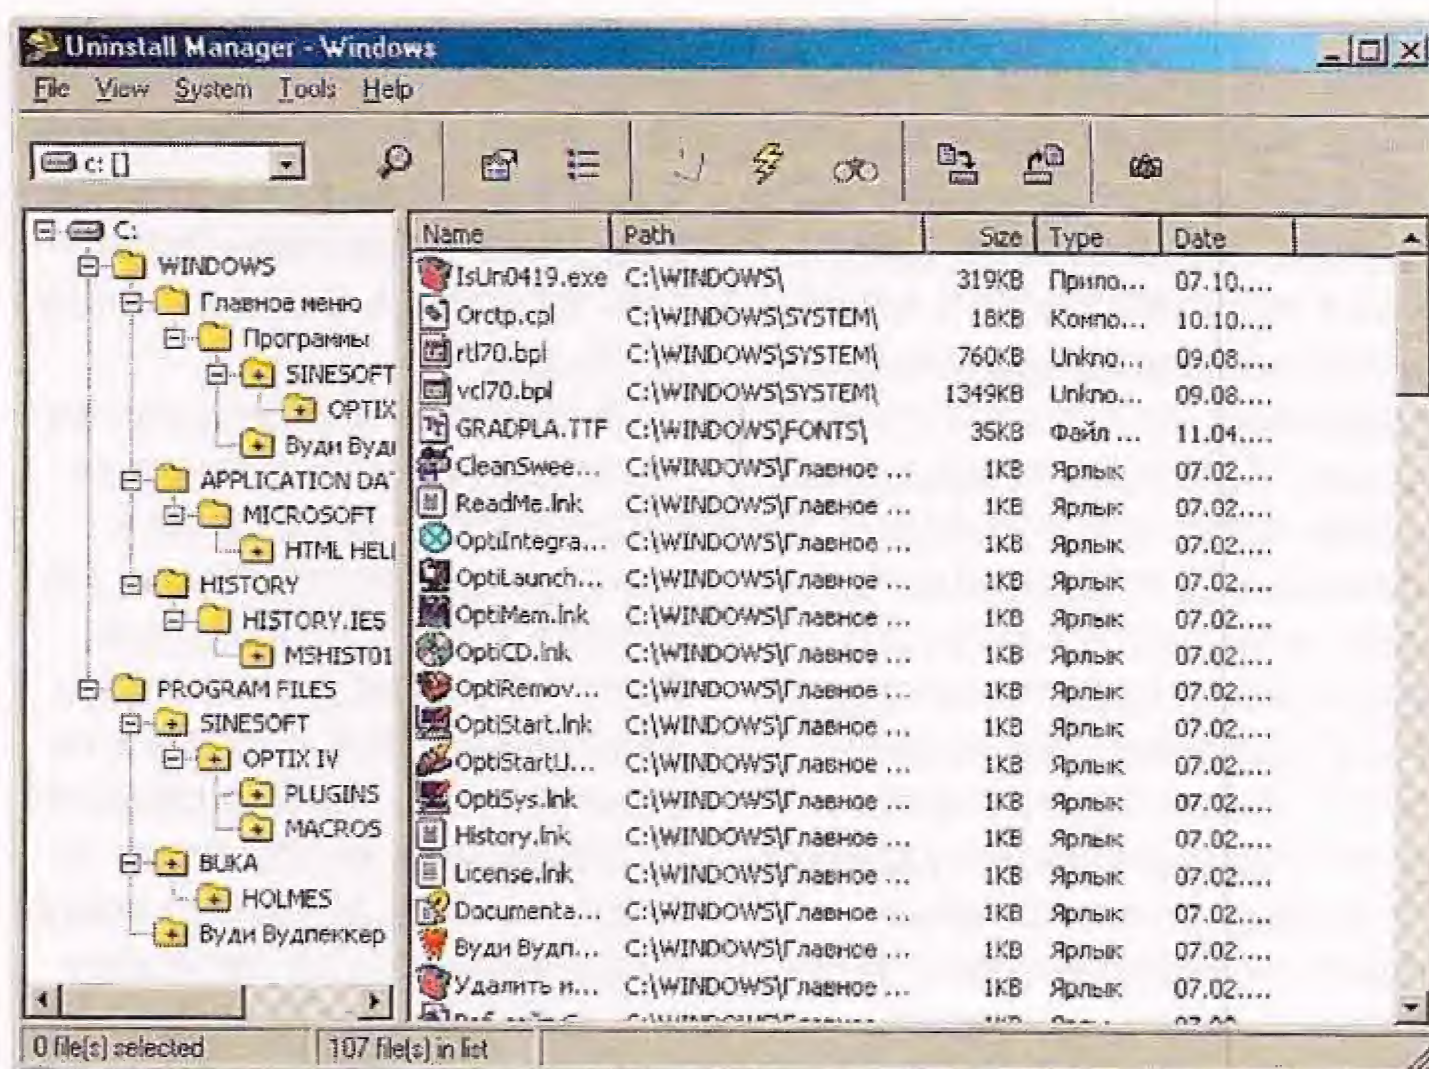 Uninstall Manager - Windows
File View System Tools Help
c: []
C:
WINDOWS
Главное меню
Программы
SINESOFT
OPTIX
Вуди Вуд
APPLICATION DA
MICROSOFT
HTML HEL
HISTORY
HISTORY.IE5
MSHIST01
PROGRAM FILES
SINESOFT
OPTIX IV
PLUGINS
MACROS
BUKA
HOLMES
Вуди Вудпеккер
Name Path Size Type Date
IsUn0419.exe C:\WINDOWS\ 319KB Прило... 07.10....
Orctp.cpl C:\WINDOWS\SYSTEM\ 18KB Компо... 10.10....
rtl70.bpl C:\WINDOWS\SYSTEM\ 760KB Unkno... 09.08....
vcl70.bpl C:\WINDOWS\SYSTEM\ 1349KB Unkno... 09.08....
GRADPLA.TTF C:\WINDOWS\FONTS\ 35KB Файл ... 11.04....
CleanSwee... C:\WINDOWS\Главное ... 1KB Ярлык 07.02....
ReadMe.lnk C:\WINDOWS\Главное ... 1KB Ярлык 07.02....
OptiIntegra... C:\WINDOWS\Главное ... 1KB Ярлык 07.02....
OptiLaunch... C:\WINDOWS\Главное ... 1KB Ярлык 07.02....
OptiMem.lnk C:\WINDOWS\Главное ... 1KB Ярлык 07.02....
OptiCD.lnk C:\WINDOWS\Главное ... 1KB Ярлык 07.02....
OptiRemov... C:\WINDOWS\Главное ... 1KB Ярлык 07.02....
OptiStart.lnk C:\WINDOWS\Главное ... 1KB Ярлык 07.02....
OptiStartU... C:\WINDOWS\Главное ... 1KB Ярлык 07.02....
OptiSys.lnk C:\WINDOWS\Главное ... 1KB Ярлык 07.02....
History.lnk C:\WINDOWS\Главное ... 1KB Ярлык 07.02....
License.lnk C:\WINDOWS\Главное ... 1KB Ярлык 07.02....
Documenta... C:\WINDOWS\Главное ... 1KB Ярлык 07.02....
Вуди Вудп... C:\WINDOWS\Главное ... 1KB Ярлык 07.02....
Удалить и... C:\WINDOWS\Главное ... 1KB Ярлык 07.02....
0 file(s) selected 107 file(s) in list